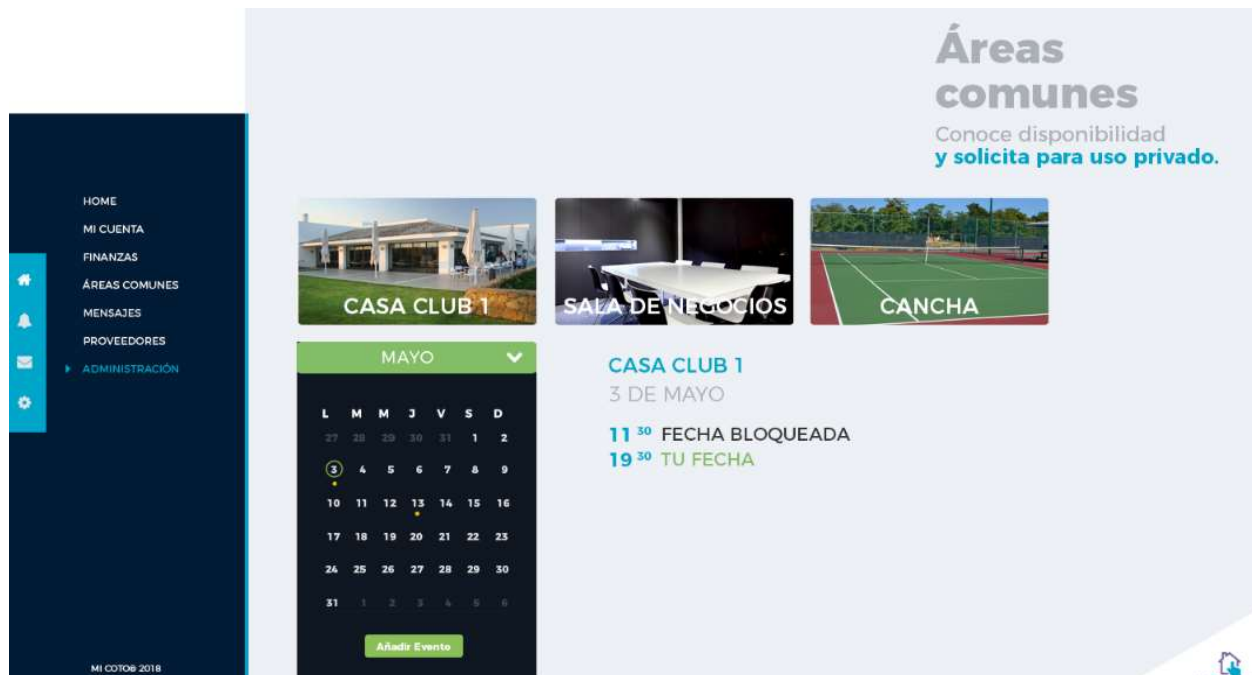 Áreas
comunes
Conoce disponibilidad
y solicita para uso privado.
HOME
MI CUENTA
FINANZAS
ÁREAS COMUNES
MENSAJES
PROVEEDORES
ADMINISTRACIÓN
MI COTO® 2018
CASA CLUB 1
SALA DE NEGOCIOS
CANCHA
MAYO
L M M J V S D
27 28 29 30 31 1 2
3 4 5 6 7 8 9
10 11 12 13 14 15 16
17 18 19 20 21 22 23
24 25 26 27 28 29 30
31 1 2 3 4 5 6
Añadir Evento
CASA CLUB 1
3 DE MAYO
11 30 FECHA BLOQUEADA
19 30 TU FECHA